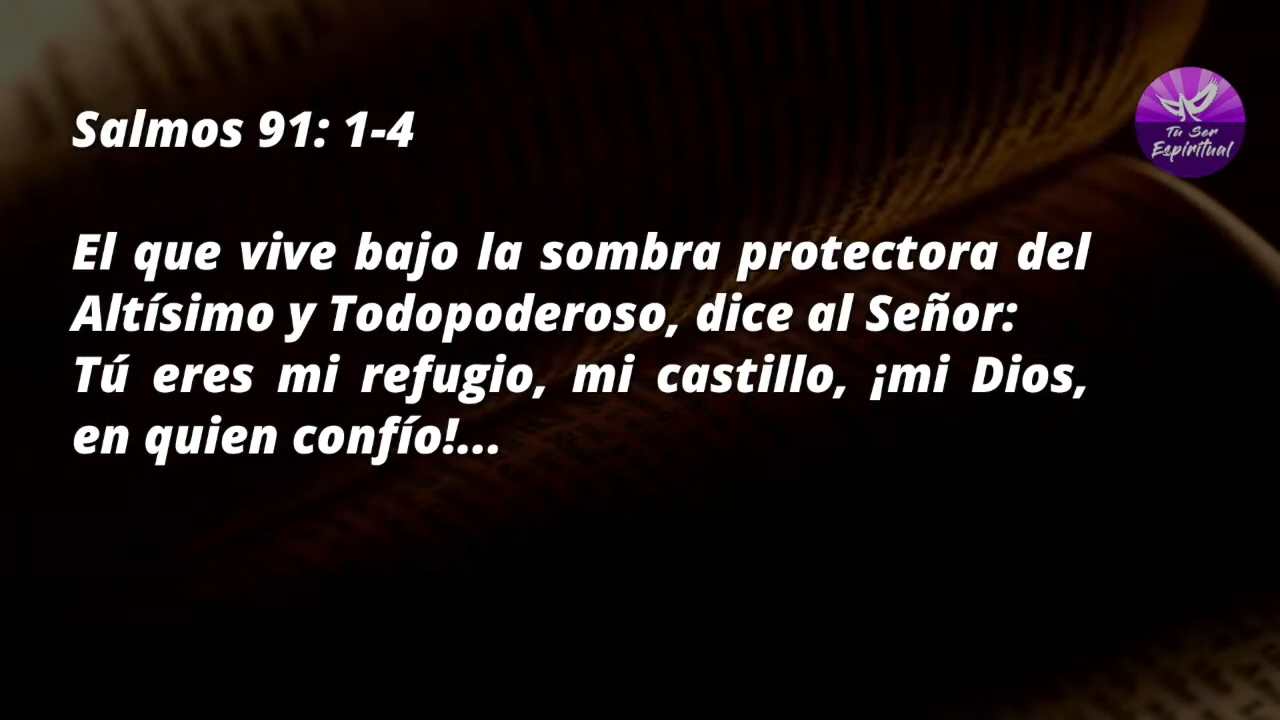 Salmos 91: 1-4
El que vive bajo la sombra protectora del
Altísimo y Todopoderoso, dice al Señor:
Tú eres mi refugio, mi castillo, ¡mi Dios,
en quien confío!...
Tu Ser
Espiritual